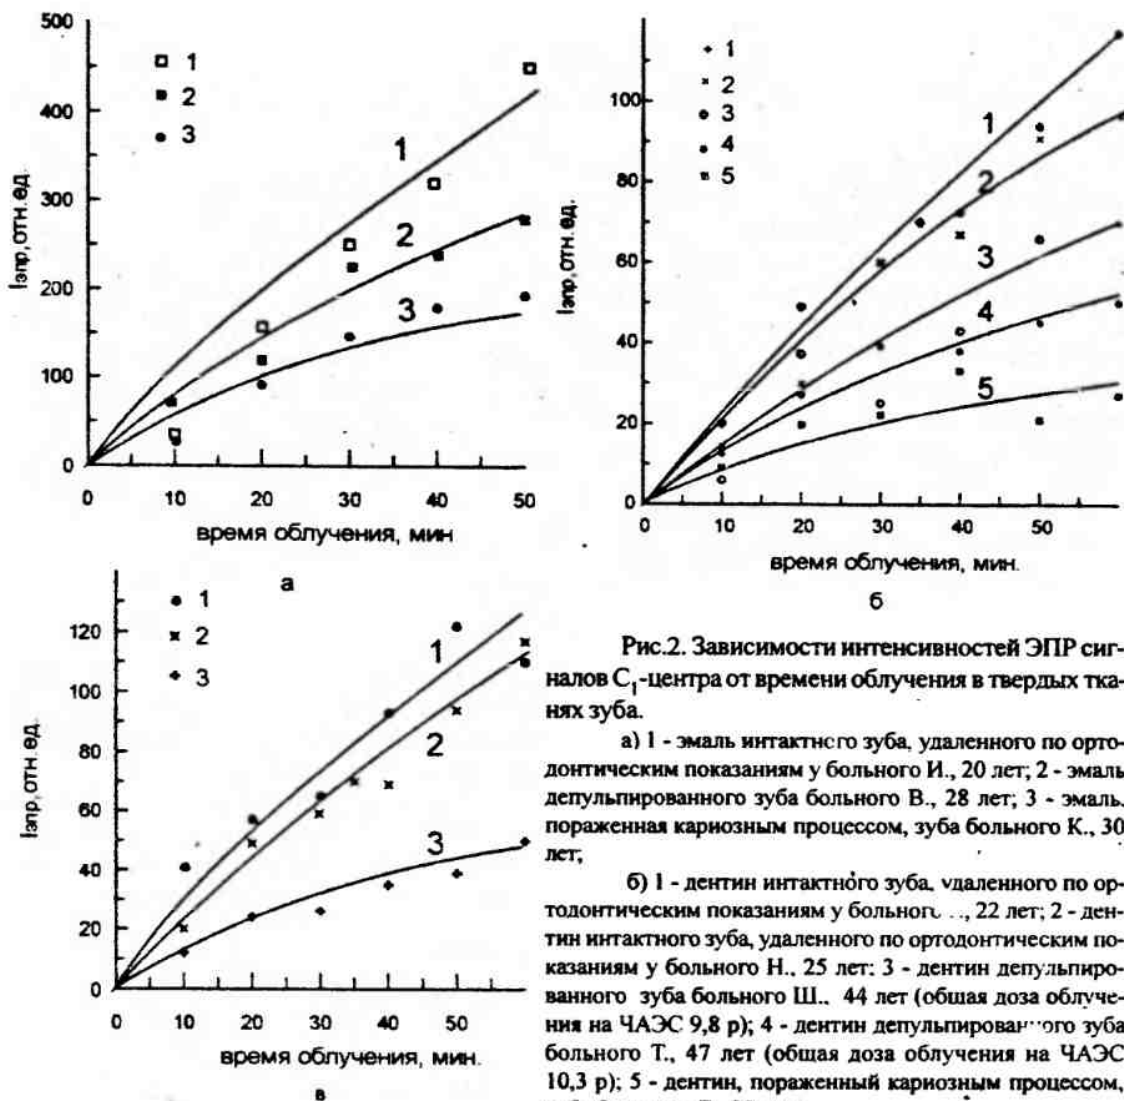 500
400
300
200
100
0
Iэпр,отн.ед.
1
2
3
1
2
3
0 10 20 30 40 50
время облучения, мин
а
100
80
60
40
20
0
Iэпр,отн.ед.
1
2
3
4
5
1
2
3
4
5
0 10 20 30 40 50
время облучения, мин.
б
120
100
80
60
40
20
0
Iэпр,отн.ед.
1
2
3
1
2
3
0 10 20 30 40 50
время облучения, мин.
в
Рис.2. Зависимости интенсивностей ЭПР сиг-
налов C₁-центра от времени облучения в твердых тка-
нях зуба.
а) 1 - эмаль интактного зуба, удаленного по орто-
донтическим показаниям у больного И., 20 лет; 2 - эмаль
депульпированного зуба больного В., 28 лет; 3 - эмаль,
пораженная кариозным процессом, зуба больного К., 30
лет;
б) 1 - дентин интактного зуба, удаленного по ор-
тодонтическим показаниям у больного ., 22 лет; 2 - ден-
тин интактного зуба, удаленного по ортодонтическим по-
казаниям у больного Н., 25 лет: 3 - дентин депульпиро-
ванного зуба больного Ш., 44 лет (общая доза облуче-
ния на ЧАЭС 9,8 р); 4 - дентин депульпированного зуба
больного Т., 47 лет (общая доза облучения на ЧАЭС
10,3 р); 5 - дентин, пораженный кариозным процессом,